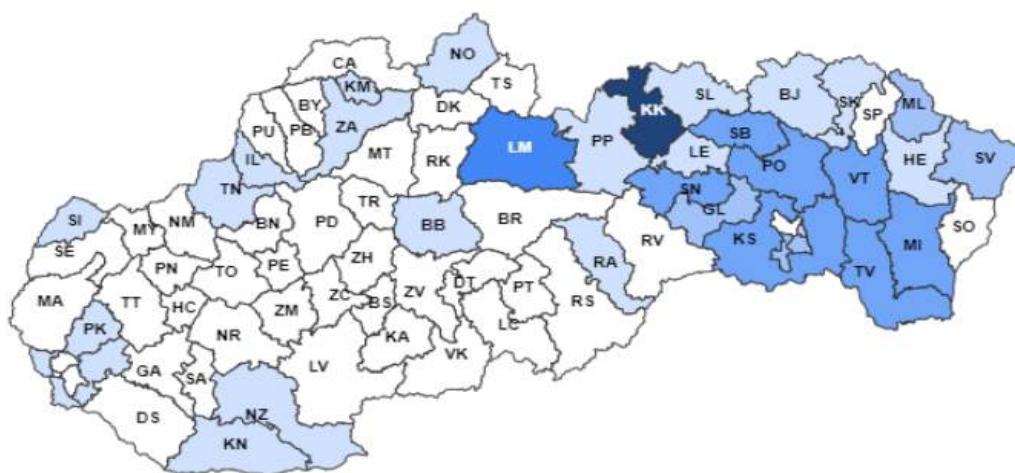 NO
CA
TS
KM
KK
SL
BJ
SK
SP
ML
BY
DK
PU
PB
ZA
SB
HE
SV
MT
RK
LM
PP
LE
PO
VT
IL
TN
SN
GL
SI
NM
BN
PD
TR
BB
BR
RV
SO
SE
MY
KS
MI
PN
TO
PE
ZH
RA
TV
MA
TT
HC
ZM
ZC
BS
ZV
DT
PT
RS
PK
NR
KA
LC
VK
GA
SA
LV
DS
NZ
KN